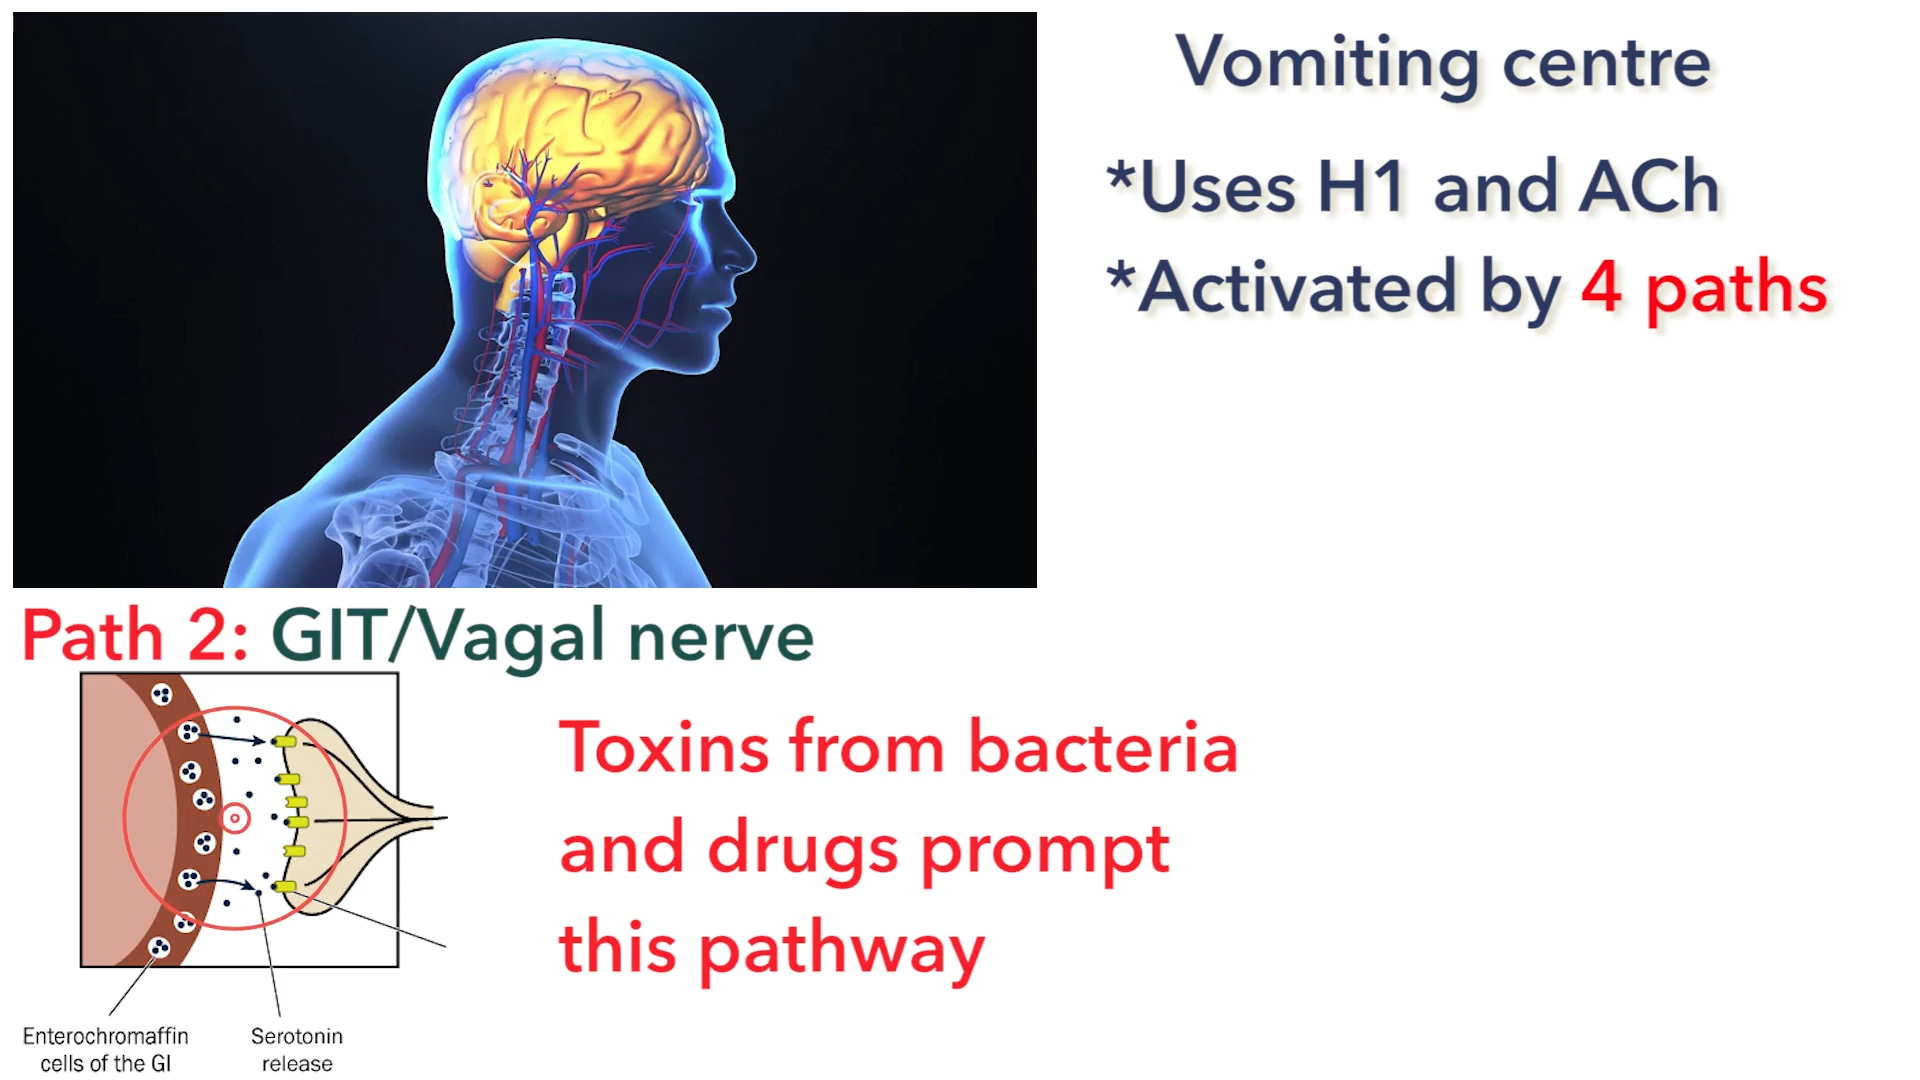 Vomiting centre
*Uses H1 and ACh
*Activated by 4 paths
Path 2: GIT/Vagal nerve
Toxins from bacteria
and drugs prompt
this pathway
Enterochromaffin
cells of the GI
Serotonin
release